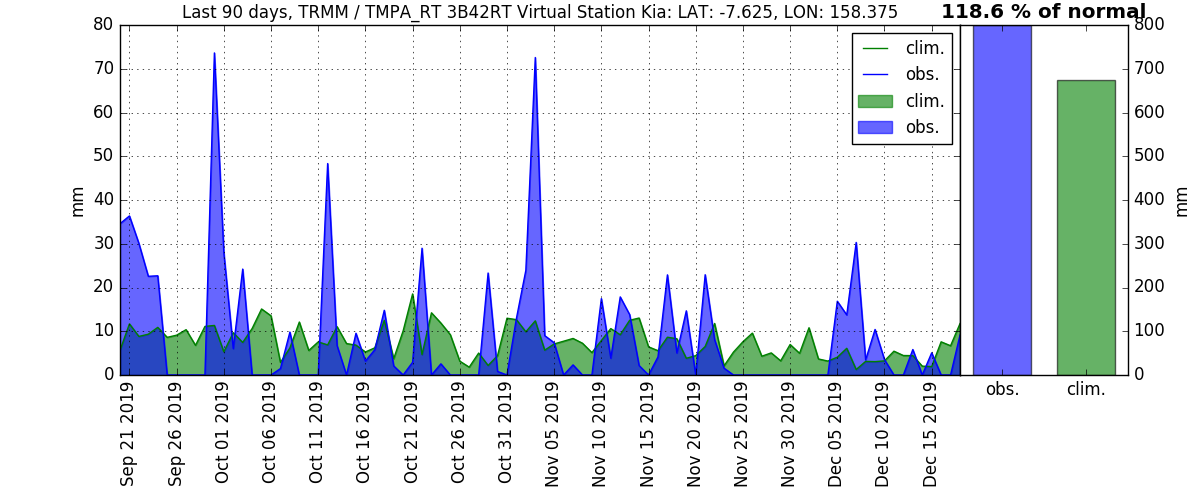 Last 90 days, TRMM / TMPA_RT 3B42RT Virtual Station Kia: LAT: -7.625, LON: 158.375
118.6 % of normal
80
70
60
50
40
30
20
10
0
mm
clim.
obs.
clim.
obs.
800
700
600
500
400
300
200
100
0
mm
Sep 21 2019
Sep 26 2019
Oct 01 2019
Oct 06 2019
Oct 11 2019
Oct 16 2019
Oct 21 2019
Oct 26 2019
Oct 31 2019
Nov 05 2019
Nov 10 2019
Nov 15 2019
Nov 20 2019
Nov 25 2019
Nov 30 2019
Dec 05 2019
Dec 10 2019
Dec 15 2019
obs.
clim.